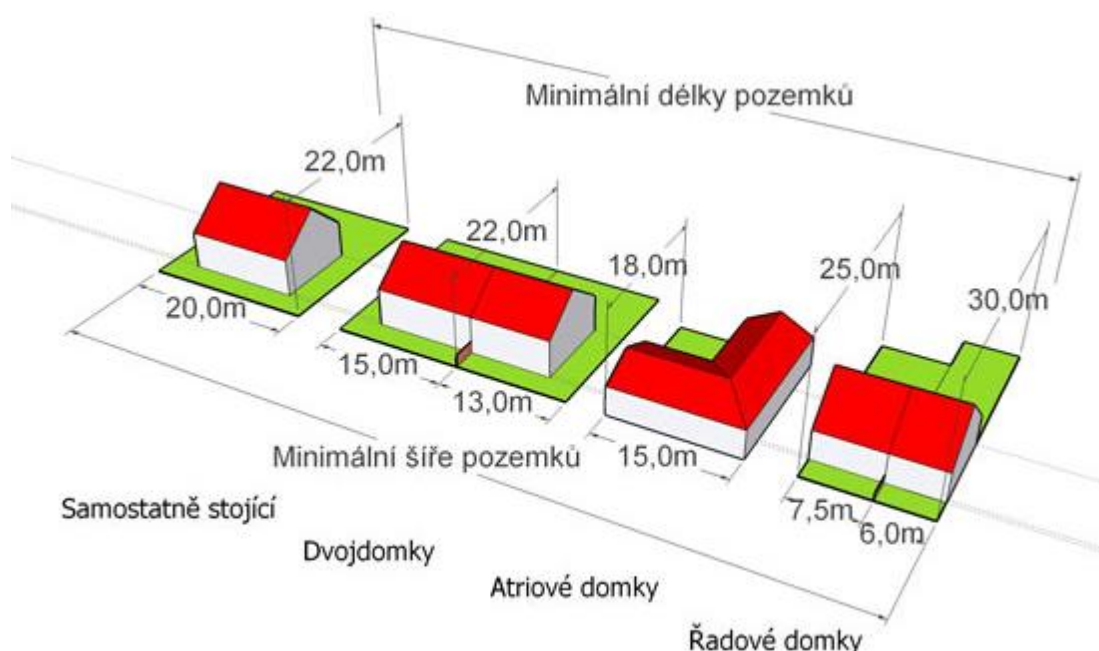 Minimální délky pozemků
22,0m
22,0m
18,0m
25,0m
30,0m
20,0m
15,0m
13,0m
15,0m
7,5m
6,0m
Minimální šíře pozemků
Samostatně stojící
Dvojdomky
Atriové domky
Řadové domky